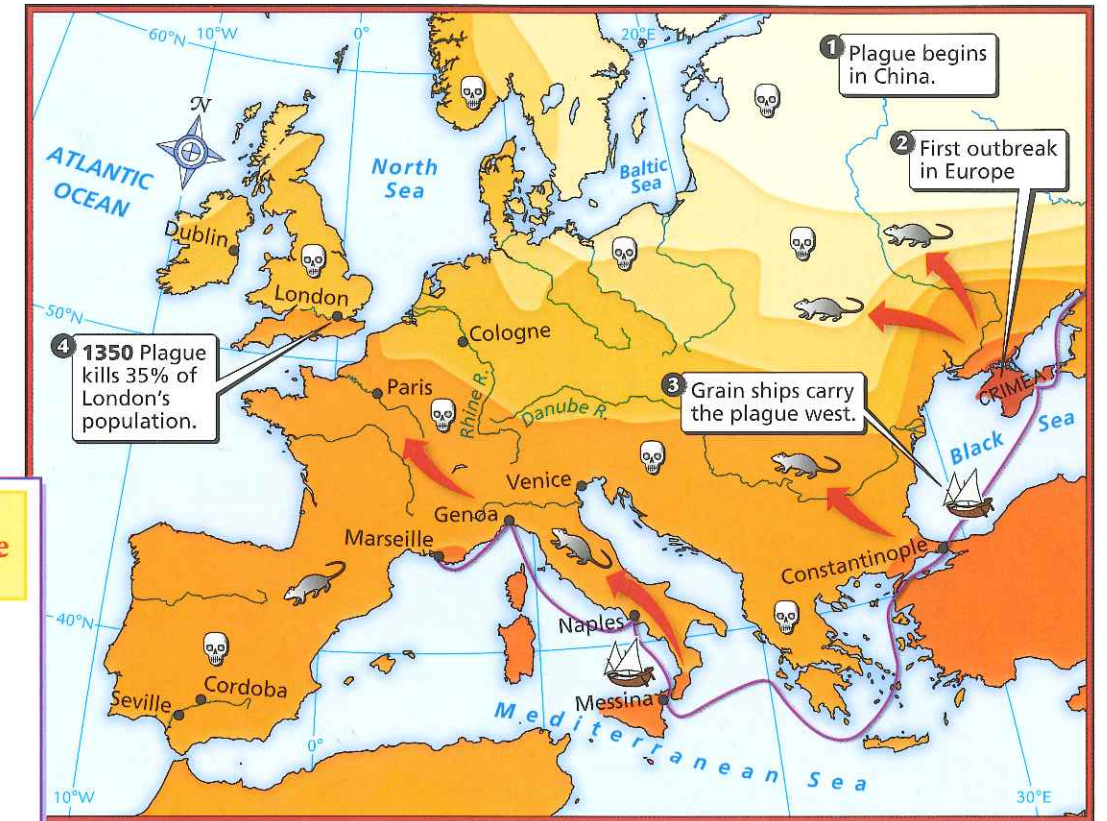 60°N
10°W
0°
20°E
1 Plague begins
in China.
N
2 First outbreak
in Europe
ATLANTIC
OCEAN
North
Sea
Baltic
Sea
Dublin
London
50°N
Cologne
4 1350 Plague
kills 35% of
London's
population.
Paris
Rhine R.
Danube R.
3 Grain ships carry
the plague west.
CRIMEA
Black Sea
Venice
Genoa
Marseille
Constantinople
e
40°N
Naples
Cordoba
Seville
Messina
Mediterranean Sea
0°
10°W
30°E